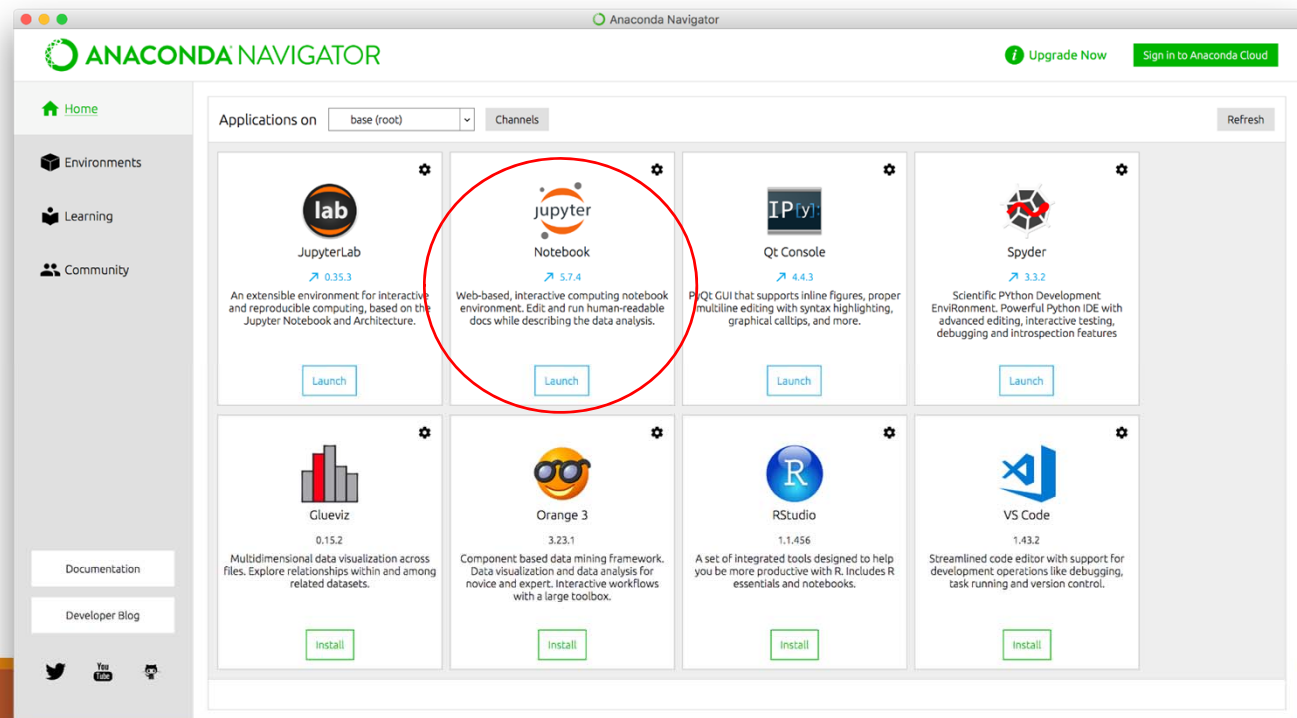 Anaconda Navigator
ANACONDA NAVIGATOR
i Upgrade Now
Sign in to Anaconda Cloud
Home
Environments
Learning
Community
Documentation
Developer Blog
You
Tube
Applications on
base (root)
Channels
Refresh
lab
JupyterLab
0.35.3
An extensible environment for interactive
and reproducible computing, based on the
Jupyter Notebook and Architecture.
Launch
jupyter
Notebook
5.7.4
Web-based, interactive computing notebook
environment. Edit and run human-readable
docs while describing the data analysis.
Launch
IP[y]:
Qt Console
4.4.3
PyQt GUI that supports inline figures, proper
multiline editing with syntax highlighting,
graphical calltips, and more.
Launch
Spyder
3.3.2
Scientific PYthon Development
EnviRonment. Powerful Python IDE with
advanced editing, interactive testing,
debugging and introspection features
Launch
Glueviz
0.15.2
Multidimensional data visualization across
files. Explore relationships within and among
related datasets.
Install
Orange 3
3.23.1
Component based data mining framework.
Data visualization and data analysis for
novice and expert. Interactive workflows
with a large toolbox.
Install
R
RStudio
1.1.456
A set of integrated tools designed to help
you be more productive with R. Includes R
essentials and notebooks.
Install
VS Code
1.43.2
Streamlined code editor with support for
development operations like debugging,
task running and version control.
Install